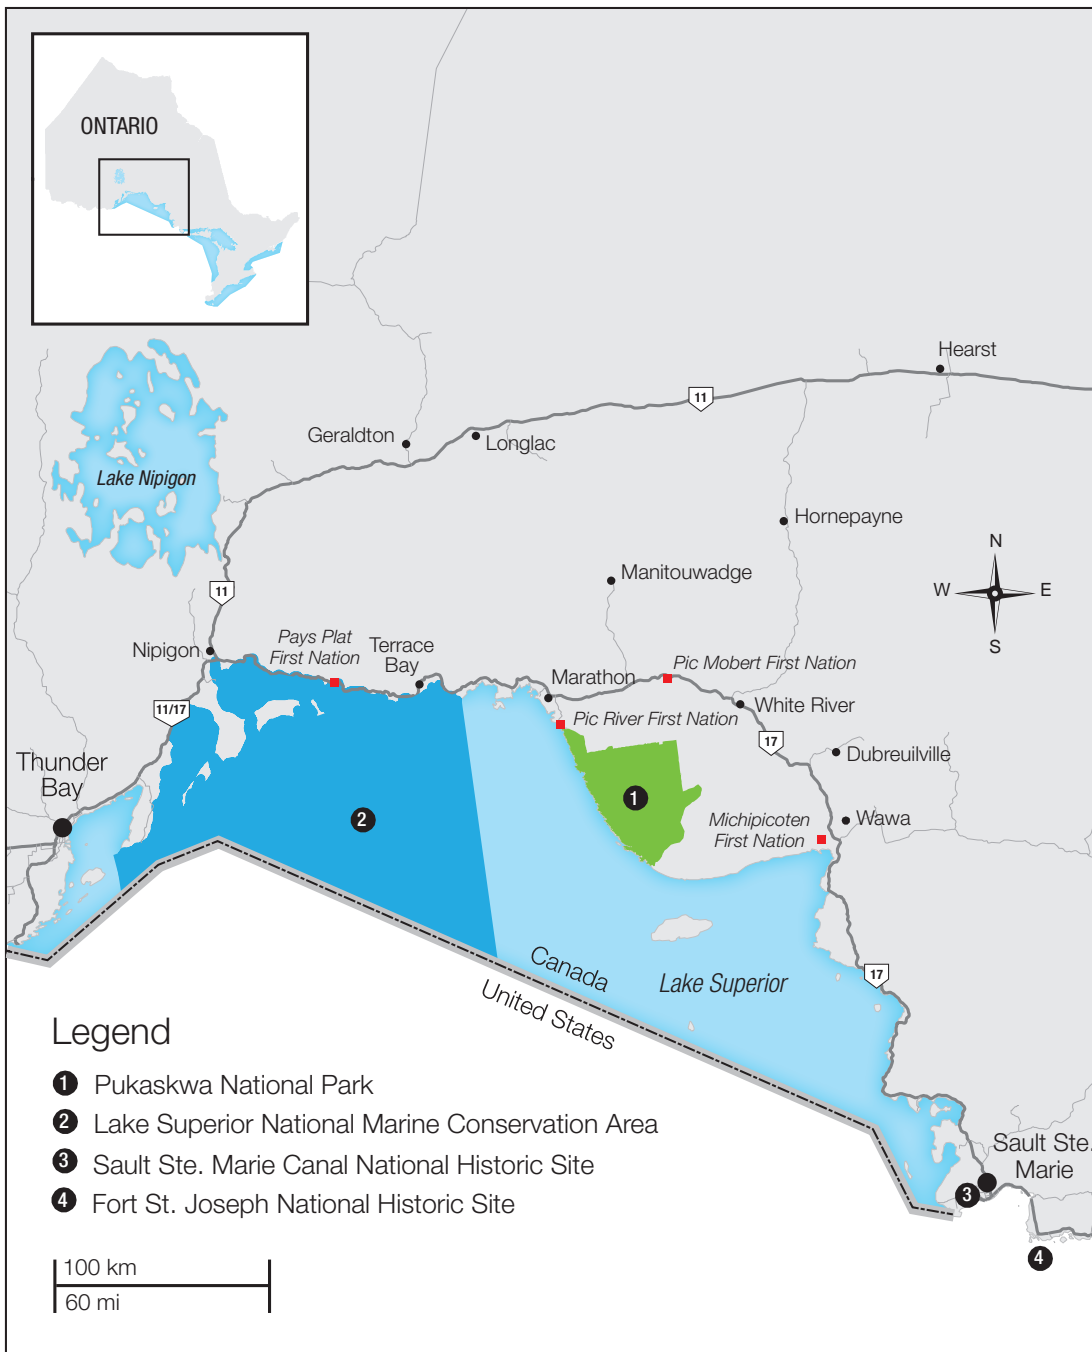 ONTARIO
Hearst
11
Geraldton
Longlac
Lake Nipigon
Hornepayne
N
Manitouwadge
W
E
11
S
Nipigon
Pays Plat
First Nation
Terrace
Bay
Marathon
Pic Mobert First Nation
White River
11/17
Pic River First Nation
17
Dubreuilville
Thunder
Bay
1
2
Michipicoten
First Nation
Wawa
Canada
United States
Lake Superior
17
Legend
1 Pukaskwa National Park
2 Lake Superior National Marine Conservation Area
3 Sault Ste. Marie Canal National Historic Site
4 Fort St. Joseph National Historic Site
Sault Ste.
Marie
3
4
100 km
60 mi